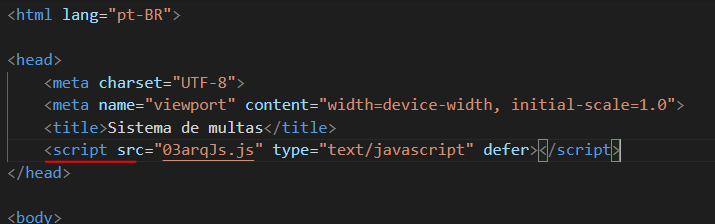 <html lang="pt-BR">
<head>
<meta charset="UTF-8">
<meta name="viewport" content="width=device-width, initial-scale=1.0">
<title>Sistema de multas</title>
<script src="03arqJs.js" type="text/javascript" defer></script>
</head>
<body>